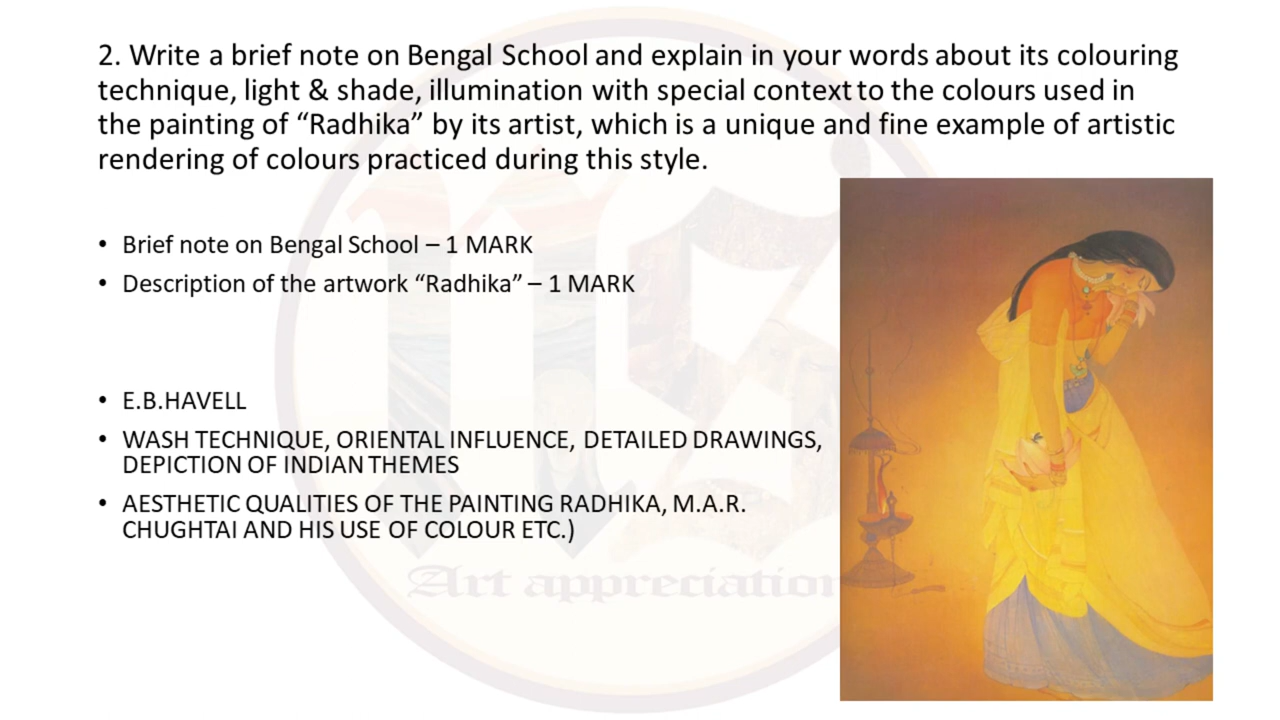 2. Write a brief note on Bengal School and explain in your words about its colouring
technique, light & shade, illumination with special context to the colours used in
the painting of “Radhika” by its artist, which is a unique and fine example of artistic
rendering of colours practiced during this style.
• Brief note on Bengal School – 1 MARK
• Description of the artwork “Radhika” – 1 MARK
• E.B.HAVELL
• WASH TECHNIQUE, ORIENTAL INFLUENCE, DETAILED DRAWINGS,
DEPICTION OF INDIAN THEMES
• AESTHETIC QUALITIES OF THE PAINTING RADHIKA, M.A.R.
CHUGHTAI AND HIS USE OF COLOUR ETC.)
Art appreciation